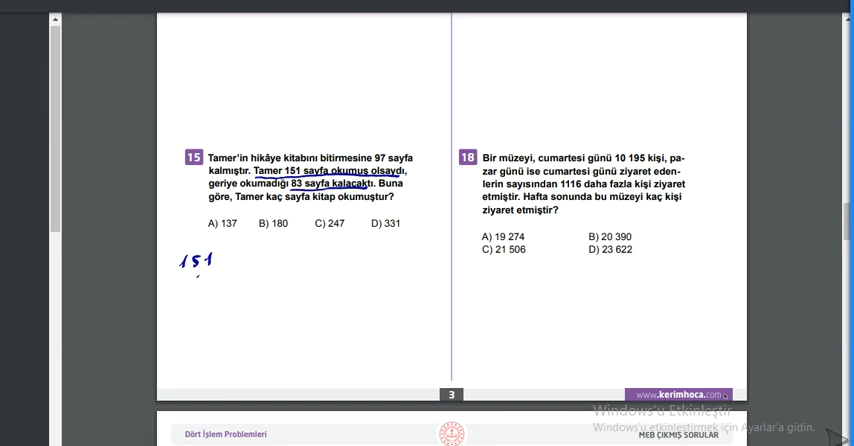 15 Tamer'in hikâye kitabını bitirmesine 97 sayfa
kalmıştır. Tamer 151 sayfa okumuş olsaydı,
geriye okumadığı 83 sayfa kalacaktı. Buna
göre, Tamer kaç sayfa kitap okumuştur?
A) 137 B) 180 C) 247 D) 331
151
18 Bir müzeyi, cumartesi günü 10 195 kişi, pa-
zar günü ise cumartesi günü ziyaret eden-
lerin sayısından 1116 daha fazla kişi ziyaret
etmiştir. Hafta sonunda bu müzeyi kaç kişi
ziyaret etmiştir?
A) 19 274 B) 20 390
C) 21 506 D) 23 622
3
www.kerimhoca.com
Windows'u Etkinleştir
Windows'u etkinleştirmek için Ayarlar'a gidin.
Dört İşlem Problemleri
MEB ÇIKMIŞ SORULAR